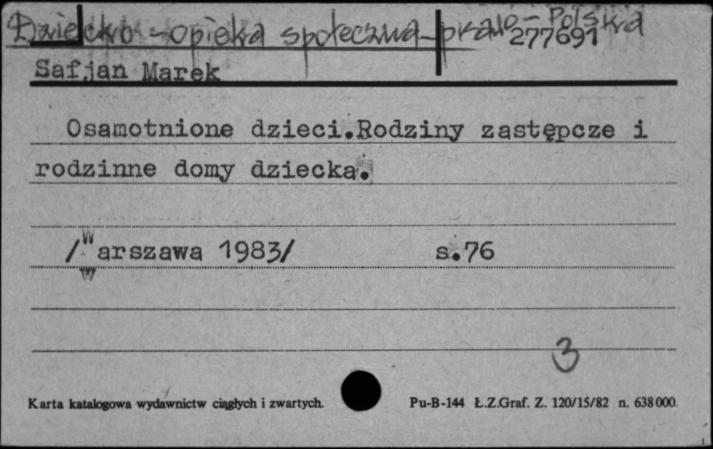 Dziecko - opieka społeczna - prawo - Polska
277691
Safjan Marek
Osamotnione dzieci.Rodziny zastępcze i
rodzinne domy dziecka.
/Warszawa 1983/ s.76
3
Karta katalogowa wydawnictw ciągłych i zwartych. Pu-B-144 Ł.Z.Graf. Z. 120/15/82 n. 638000.